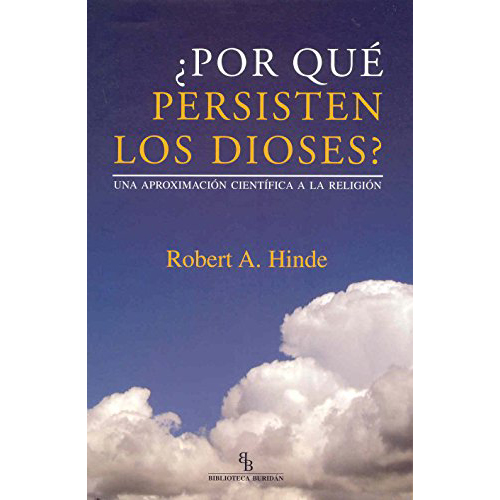 ¿POR QUÉ
PERSISTEN
LOS DIOSES?
UNA APROXIMACIÓN CIENTÍFICA A LA RELIGIÓN
Robert A. Hinde
BB
BIBLIOTECA BURIDÁN